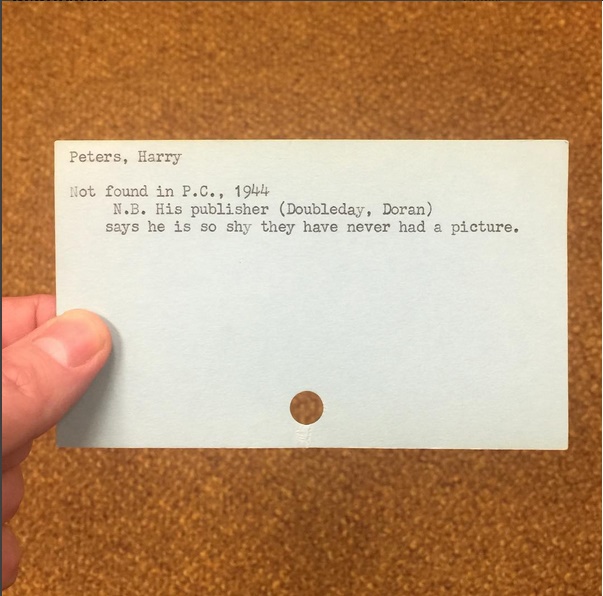 Peters, Harry
Not found in P.C., 1944
N.B. His publisher (Doubleday, Doran)
says he is so shy they have never had a picture.